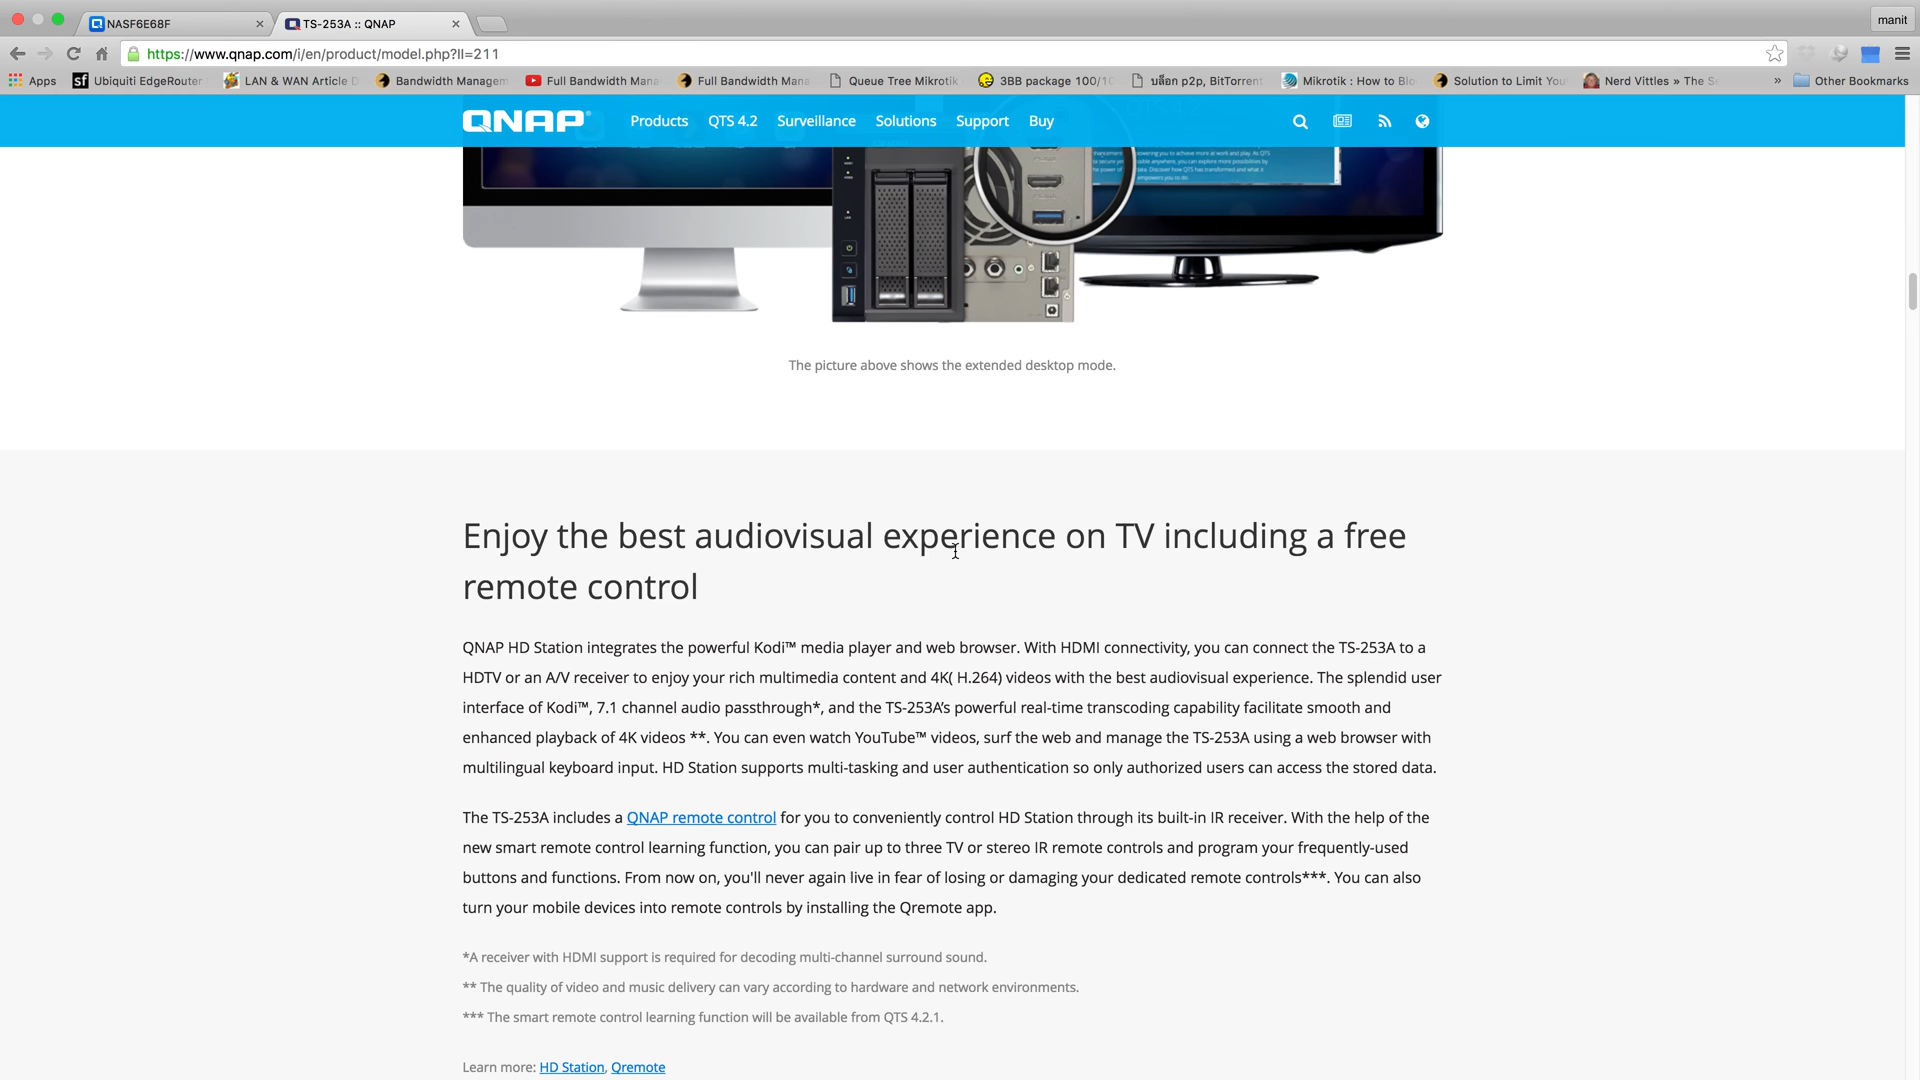 NASF6E68F
TS-253A :: QNAP
manit
https://www.qnap.com/i/en/product/model.php?II=211
Apps
Ubiquiti EdgeRouter
LAN & WAN Article D
Bandwidth Managem
Full Bandwidth Mana
Full Bandwidth Mana
Queue Tree Mikrotik
3BB package 100/10
บล็อก p2p, BitTorrent
Mikrotik : How to Blo
Solution to Limit You
Nerd Vittles » The S
»
Other Bookmarks
QNAP
Products
QTS 4.2
Surveillance
Solutions
Support
Buy
The picture above shows the extended desktop mode.
Enjoy the best audiovisual experience on TV including a free
remote control
QNAP HD Station integrates the powerful Kodi™ media player and web browser. With HDMI connectivity, you can connect the TS-253A to a
HDTV or an A/V receiver to enjoy your rich multimedia content and 4K( H.264) videos with the best audiovisual experience. The splendid user
interface of Kodi™, 7.1 channel audio passthrough*, and the TS-253A’s powerful real-time transcoding capability facilitate smooth and
enhanced playback of 4K videos **. You can even watch YouTube™ videos, surf the web and manage the TS-253A using a web browser with
multilingual keyboard input. HD Station supports multi-tasking and user authentication so only authorized users can access the stored data.
The TS-253A includes a QNAP remote control for you to conveniently control HD Station through its built-in IR receiver. With the help of the
new smart remote control learning function, you can pair up to three TV or stereo IR remote controls and program your frequently-used
buttons and functions. From now on, you'll never again live in fear of losing or damaging your dedicated remote controls***. You can also
turn your mobile devices into remote controls by installing the Qremote app.
*A receiver with HDMI support is required for decoding multi-channel surround sound.
** The quality of video and music delivery can vary according to hardware and network environments.
*** The smart remote control learning function will be available from QTS 4.2.1.
Learn more: HD Station, Qremote